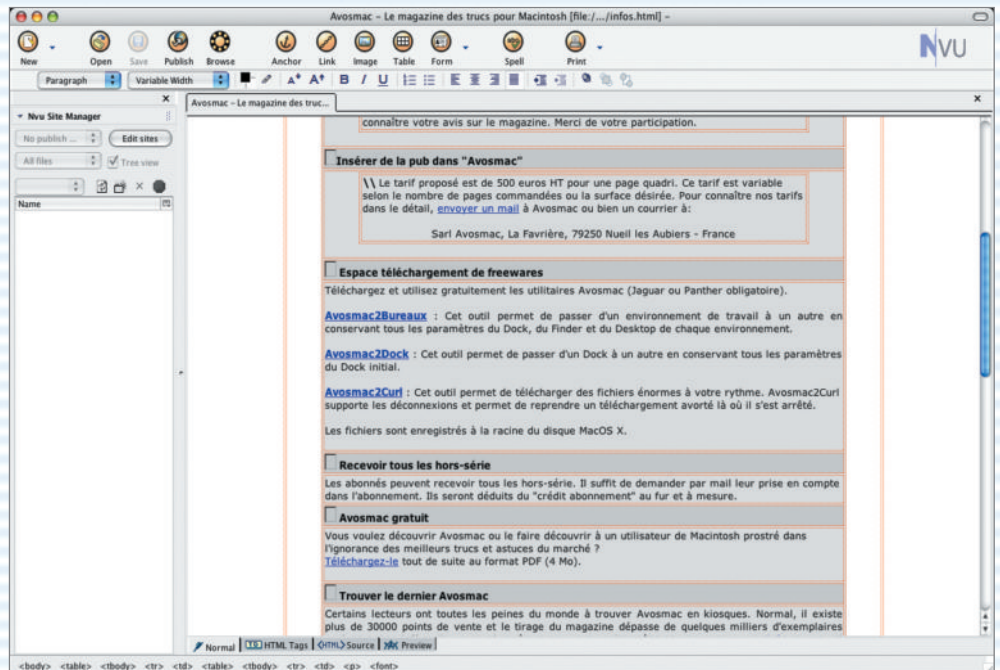 Avosmac - Le magazine des trucs pour Macintosh [file:/.../infos.html] -
New Open Save Publish Browse Anchor Link Image Table Form Spell Print
NVU
Paragraph Variable Width A A B I U
Avosmac - Le magazine des truc...
Nvu Site Manager
No publish ... Edit sites
All files Tree view
Name
connaître votre avis sur le magazine. Merci de votre participation.
Insérer de la pub dans "Avosmac"
\\ Le tarif proposé est de 500 euros HT pour une page quadri. Ce tarif est variable
selon le nombre de pages commandées ou la surface désirée. Pour connaître nos tarifs
dans le détail, envoyer un mail à Avosmac ou bien un courrier à:
Sarl Avosmac, La Favrière, 79250 Nueil les Aubiers - France
Espace téléchargement de freewares
Téléchargez et utilisez gratuitement les utilitaires Avosmac (Jaguar ou Panther obligatoire).
Avosmac2Bureaux : Cet outil permet de passer d'un environnement de travail à un autre en
conservant tous les paramètres du Dock, du Finder et du Desktop de chaque environnement.
Avosmac2Dock : Cet outil permet de passer d'un Dock à un autre en conservant tous les paramètres
du Dock initial.
Avosmac2Curl : Cet outil permet de télécharger des fichiers énormes à votre rythme. Avosmac2Curl
supporte les déconnexions et permet de reprendre un téléchargement avorté là où il s'est arrêté.
Les fichiers sont enregistrés à la racine du disque MacOS X.
Recevoir tous les hors-série
Les abonnés peuvent recevoir tous les hors-série. Il suffit de demander par mail leur prise en compte
dans l'abonnement. Ils seront déduits du "crédit abonnement" au fur et à mesure.
Avosmac gratuit
Vous voulez découvrir Avosmac ou le faire découvrir à un utilisateur de Macintosh prostré dans
l'ignorance des meilleurs trucs et astuces du marché ?
Téléchargez-le tout de suite au format PDF (4 Mo).
Trouver le dernier Avosmac
Certains lecteurs ont toutes les peines du monde à trouver Avosmac en kiosques. Normal, il existe
plus de 30000 points de vente et le tirage du magazine dépasse de quelques milliers d'exemplaires
Normal HTML Tags Source Preview
<body> <table> <tbody> <tr> <td> <table> <tbody> <tr> <td> <p> <font>